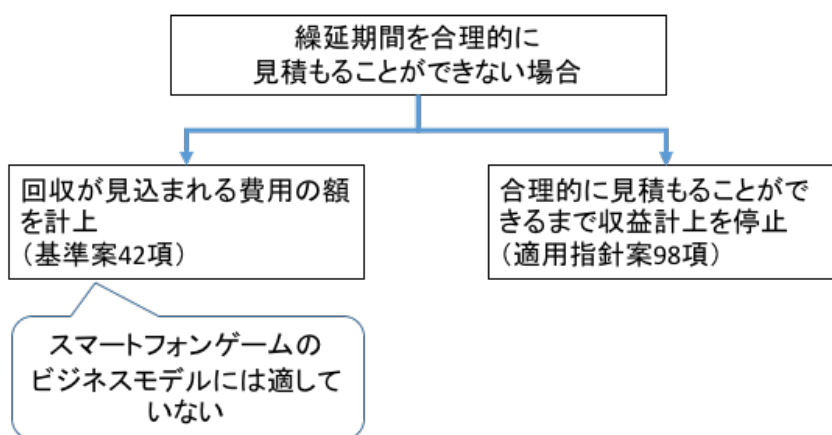 繰延期間を合理的に
見積もることができない場合
回収が見込まれる費用の額
を計上
（基準案42項）
合理的に見積もることがで
きるまで収益計上を停止
（適用指針案98項）
スマートフォンゲームの
ビジネスモデルには適して
いない